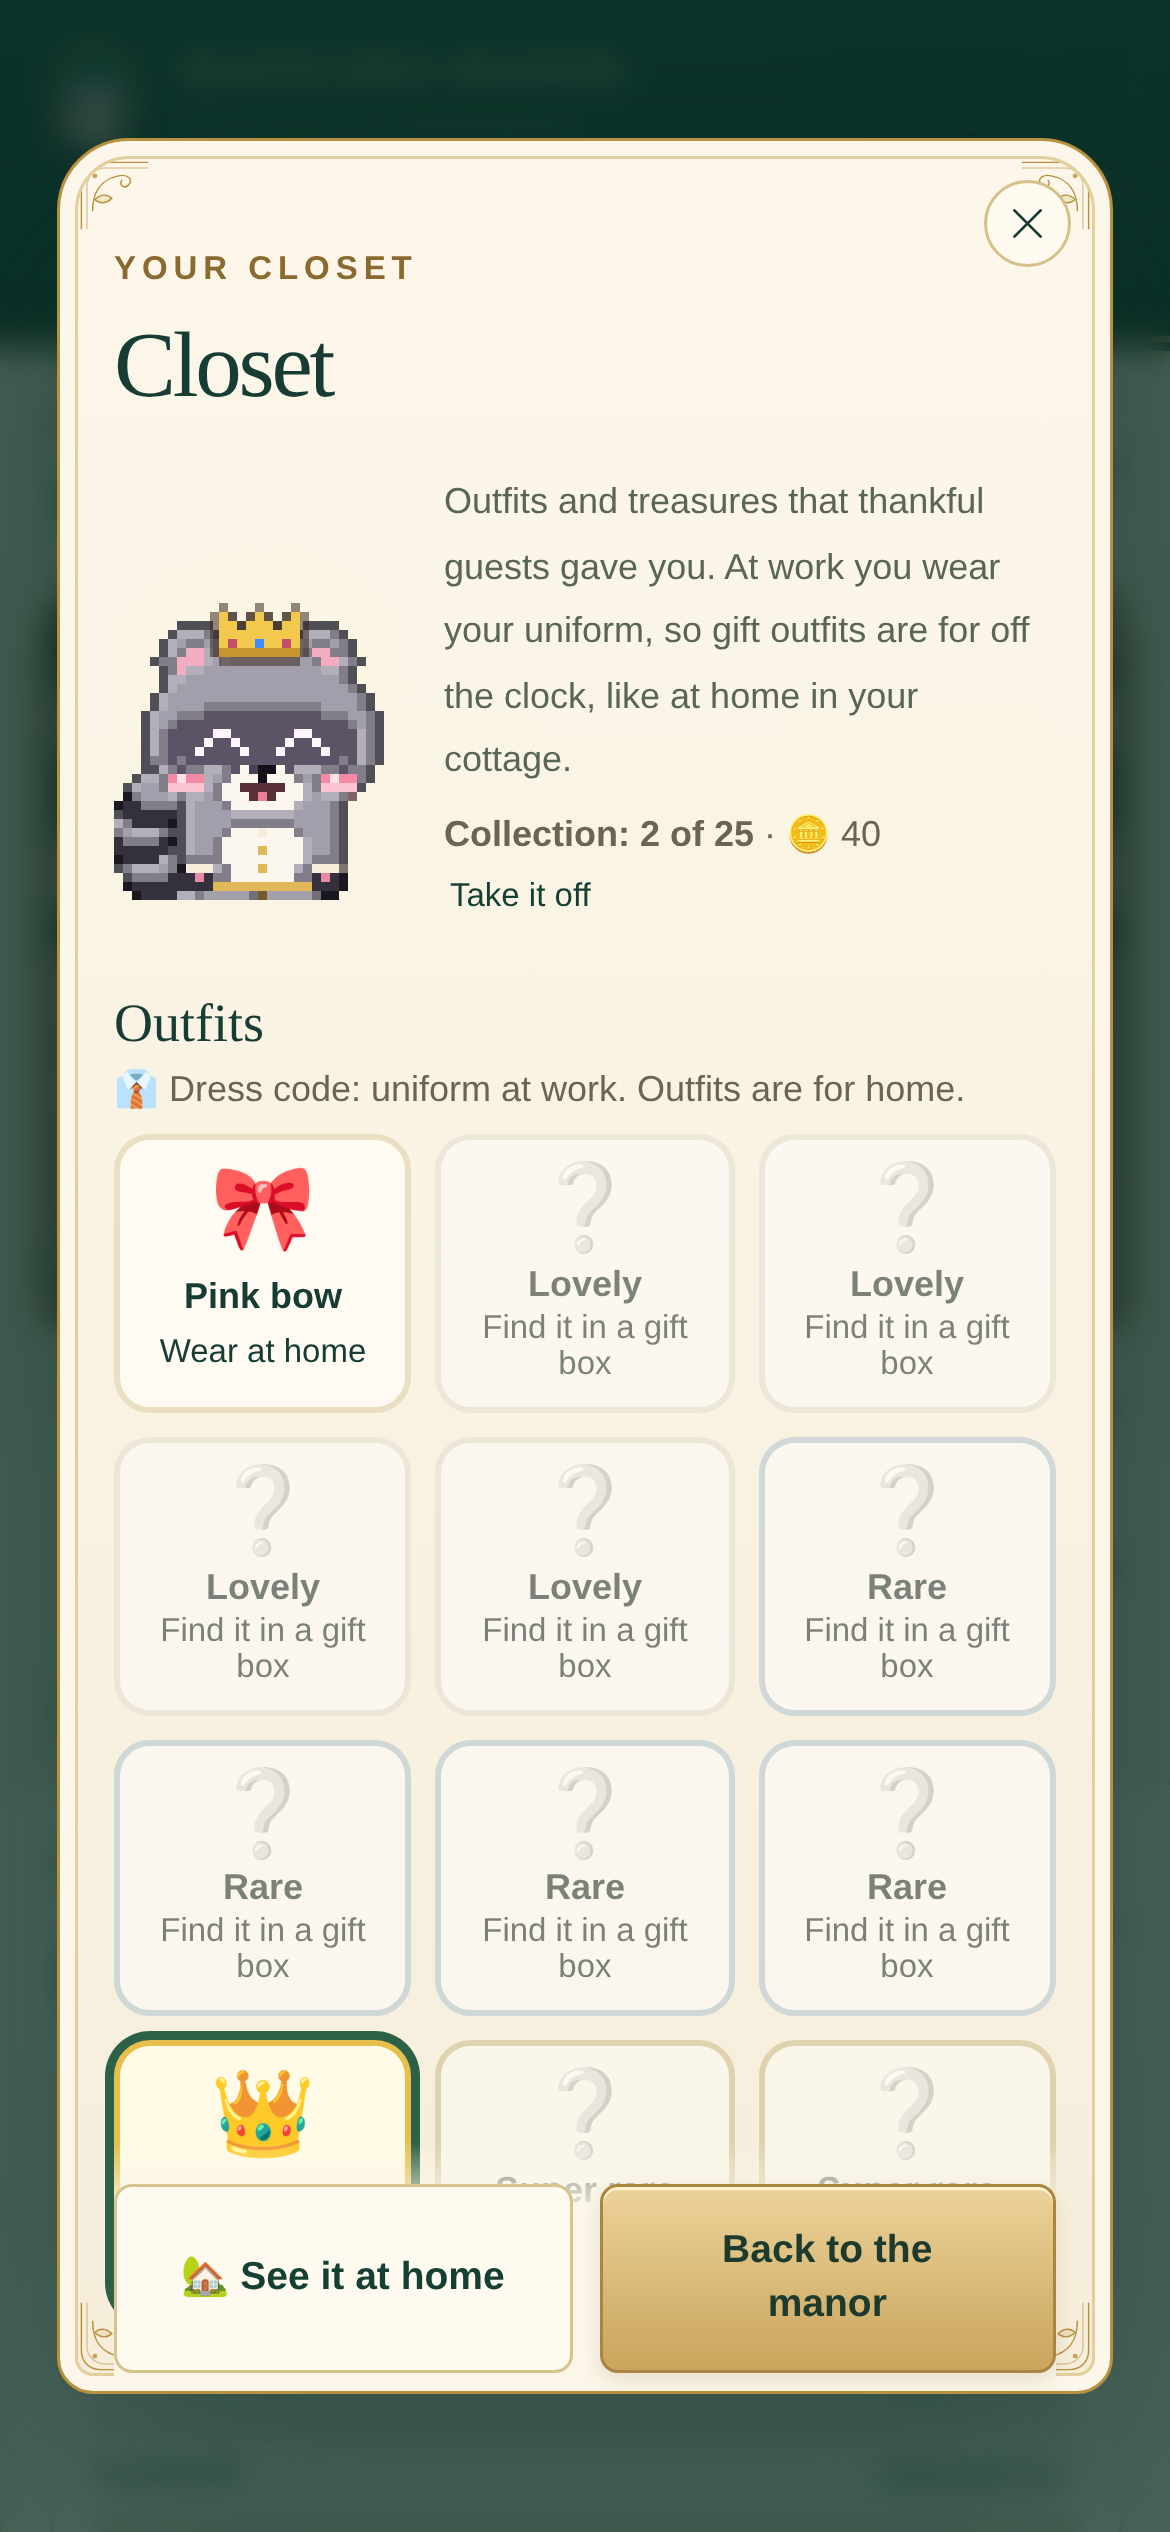 YOUR CLOSET
Closet
Outfits and treasures that thankful
guests gave you. At work you wear
your uniform, so gift outfits are for off
the clock, like at home in your
cottage.
Collection: 2 of 25 · 🪙 40
Take it off
Outfits
👔 Dress code: uniform at work. Outfits are for home.
Pink bow
Wear at home
Lovely
Find it in a gift
box
Lovely
Find it in a gift
box
Lovely
Find it in a gift
box
Lovely
Find it in a gift
box
Rare
Find it in a gift
box
Rare
Find it in a gift
box
Rare
Find it in a gift
box
Rare
Find it in a gift
box
Super rare
Super rare
🏡 See it at home
Back to the
manor